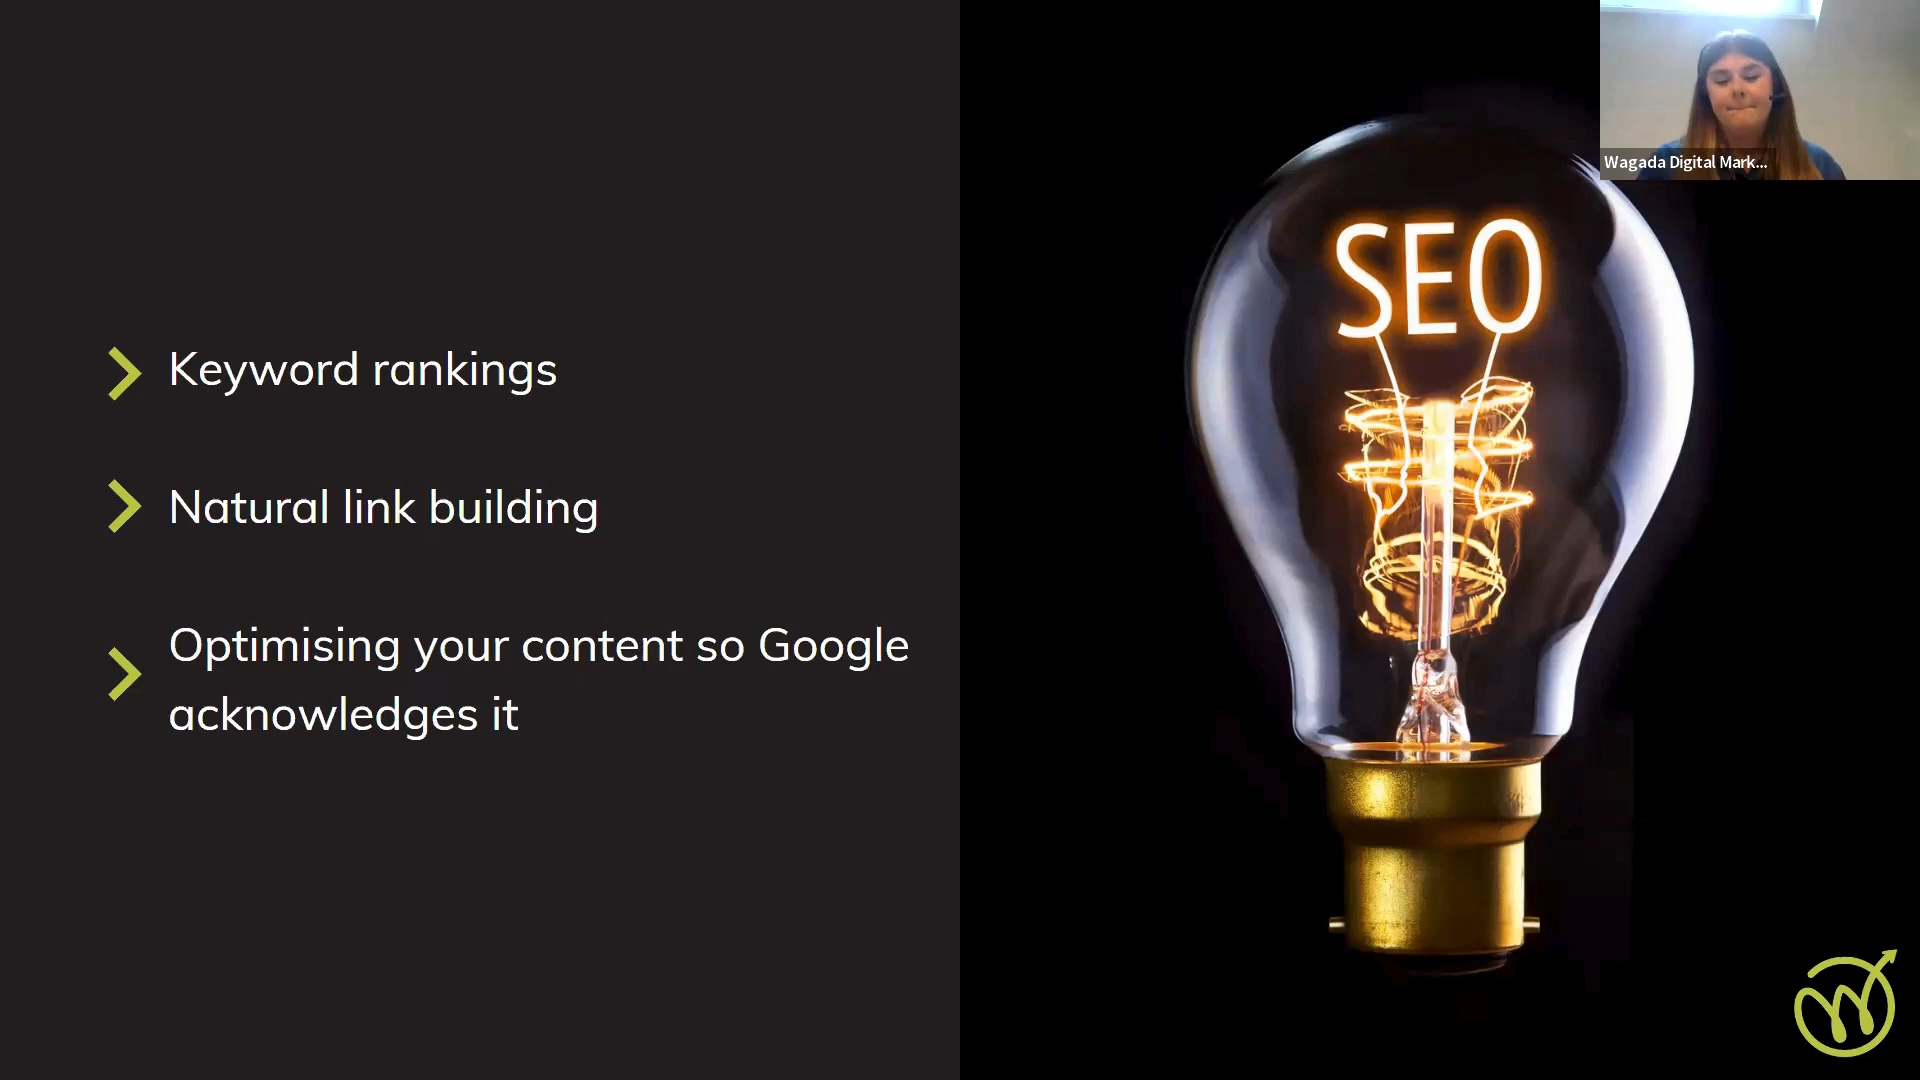 Keyword rankings
Natural link building
Optimising your content so Google
acknowledges it
SEO
Wagada Digital Mark...